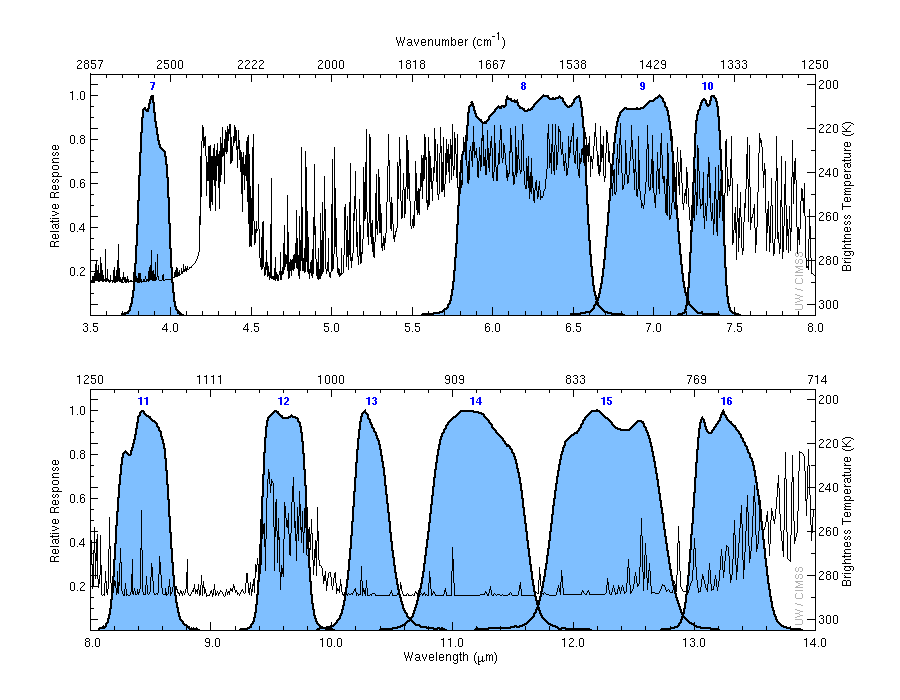 Wavenumber (cm-1)
2857 2500 2222 2000 1818 1667 1538 1429 1333 1250
7 8 9 10
1.0 200
0.8 220
0.6 240
0.4 260
0.2 280
300
Relative Response
Brightness Temperature (K)
UW / CIMSS
3.5 4.0 4.5 5.0 5.5 6.0 6.5 7.0 7.5 8.0
1250 1111 1000 909 833 769 714
11 12 13 14 15 16
1.0 200
0.8 220
0.6 240
0.4 260
0.2 280
300
Relative Response
Brightness Temperature (K)
UW / CIMSS
8.0 9.0 10.0 11.0 12.0 13.0 14.0
Wavelength (μm)